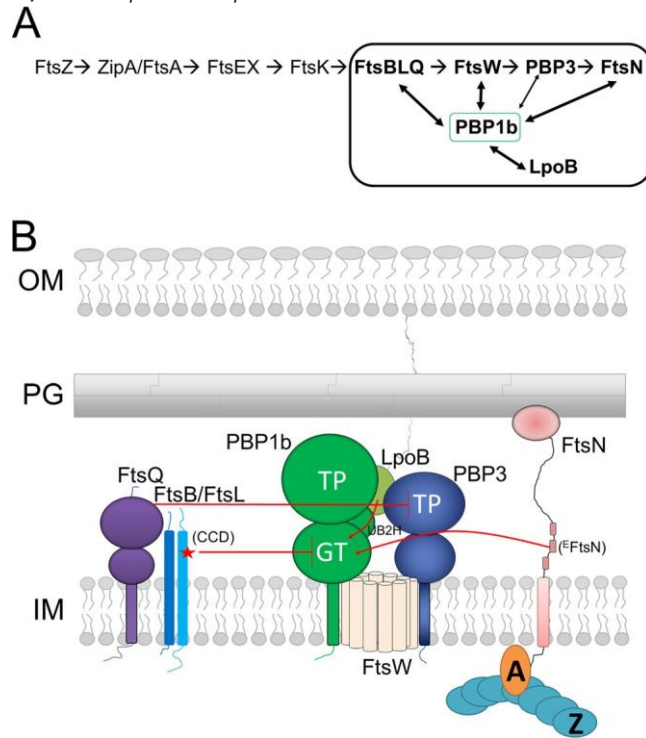 A
FtsZ→ ZipA/FtsA→ FtsEX → FtsK→ FtsBLQ → FtsW→ PBP3→ FtsN
PBP1b
LpoB
B
OM
PG
PBP1b
LpoB
PBP3
FtsN
FtsQ
FtsB/FtsL
TP
TP
(CCD)
UB2H
GT
(ᴱFtsN)
IM
FtsW
A
Z